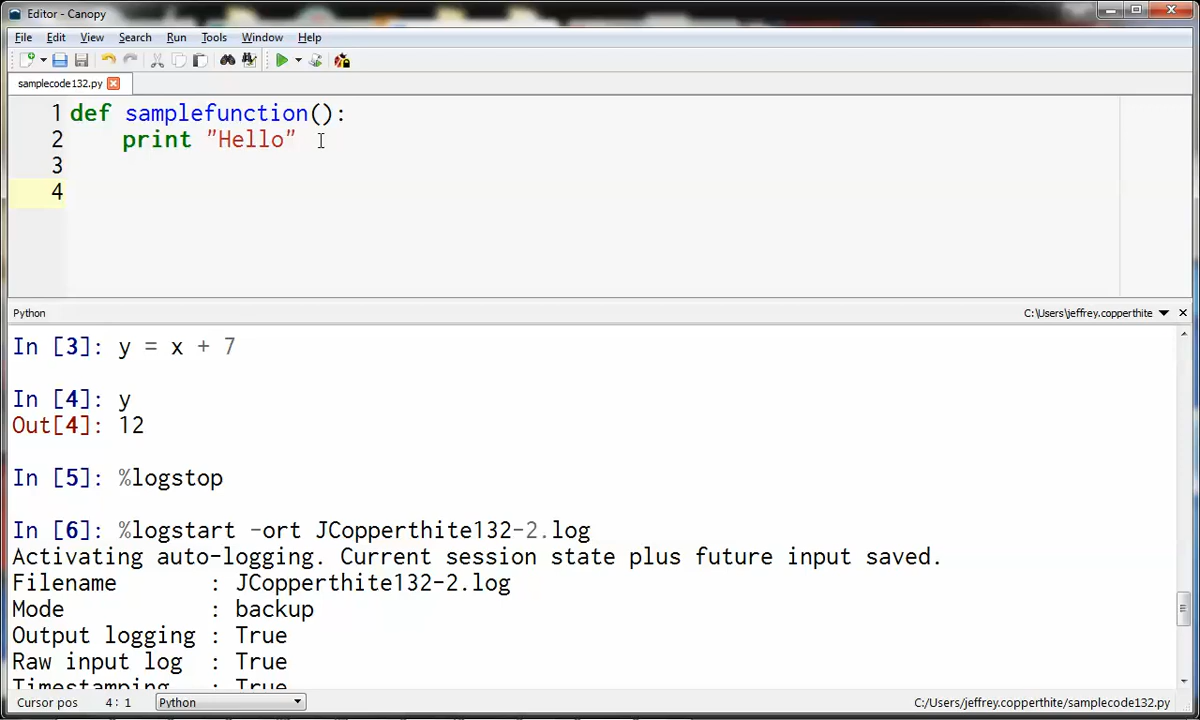 Editor - Canopy
File Edit View Search Run Tools Window Help
samplecode132.py
1 def samplefunction():
2 print "Hello"
3
4
Python C:\Users\jeffrey.copperthite
In [3]: y = x + 7
In [4]: y
Out[4]: 12
In [5]: %logstop
In [6]: %logstart -ort JCopperthite132-2.log
Activating auto-logging. Current session state plus future input saved.
Filename : JCopperthite132-2.log
Mode : backup
Output logging : True
Raw input log : True
Timestamping : True
Cursor pos 4: 1 Python C:/Users/jeffrey.copperthite/samplecode132.py